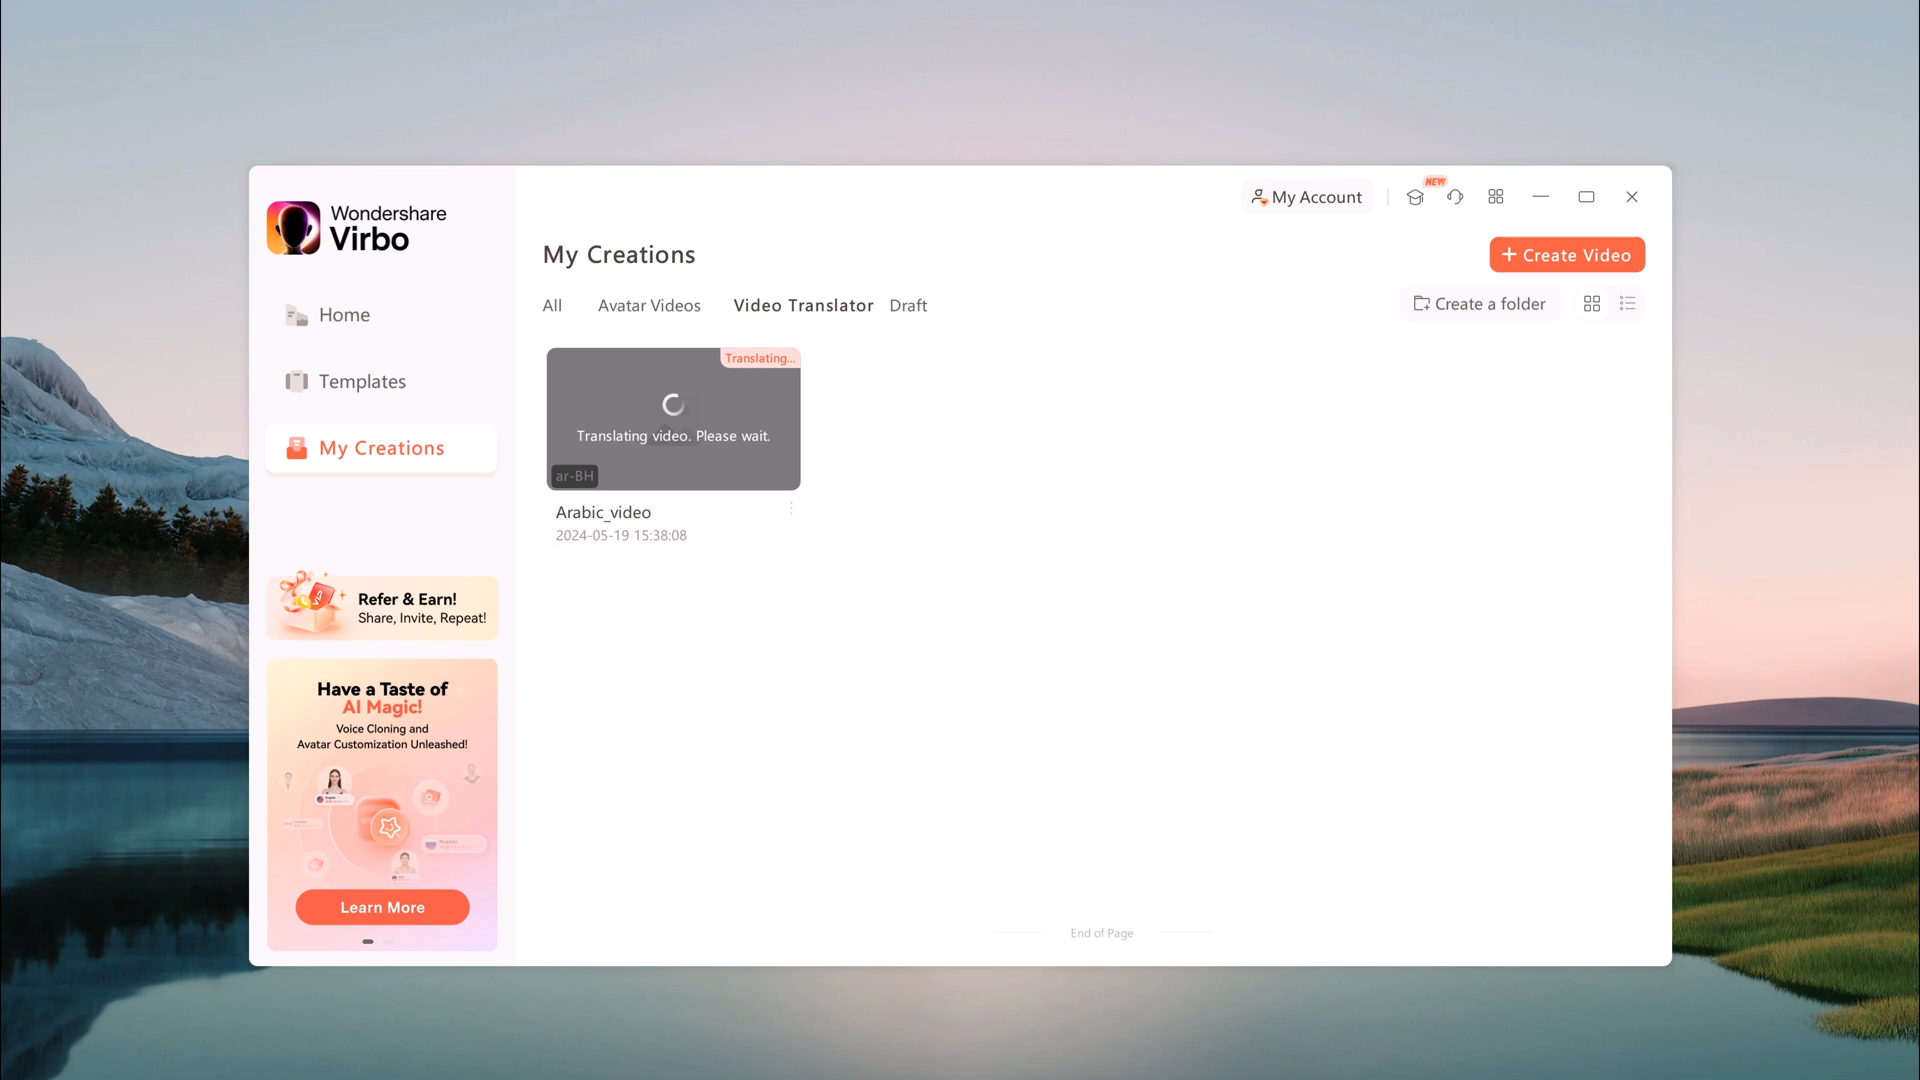 Wondershare
Virbo
My Account
NEW
My Creations
+ Create Video
All
Avatar Videos
Video Translator
Draft
Create a folder
Home
Templates
My Creations
Translating...
Translating video. Please wait.
ar-BH
Arabic_video
2024-05-19 15:38:08
VIP
Refer & Earn!
Share, Invite, Repeat!
Have a Taste of
AI Magic!
Voice Cloning and
Avatar Customization Unleashed!
Learn More
End of Page